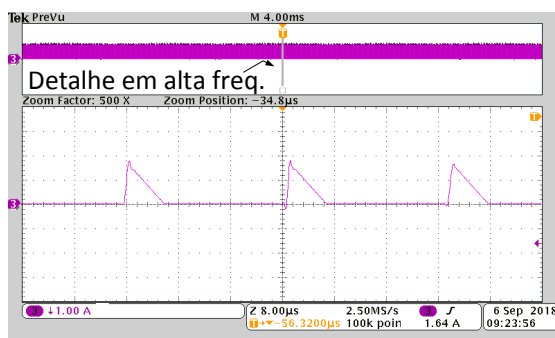 Tek PreVu M 4.00ms
T
3
Detalhe em alta freq.
Zoom Factor: 500 X Zoom Position: −34.8µs
T
3
3 ↓1.00 A
Z 8.00µs 2.50MS/s 3 ∫ 6 Sep 2018
T→▼−56.3200µs 100k poin 1.64 A 09:23:56